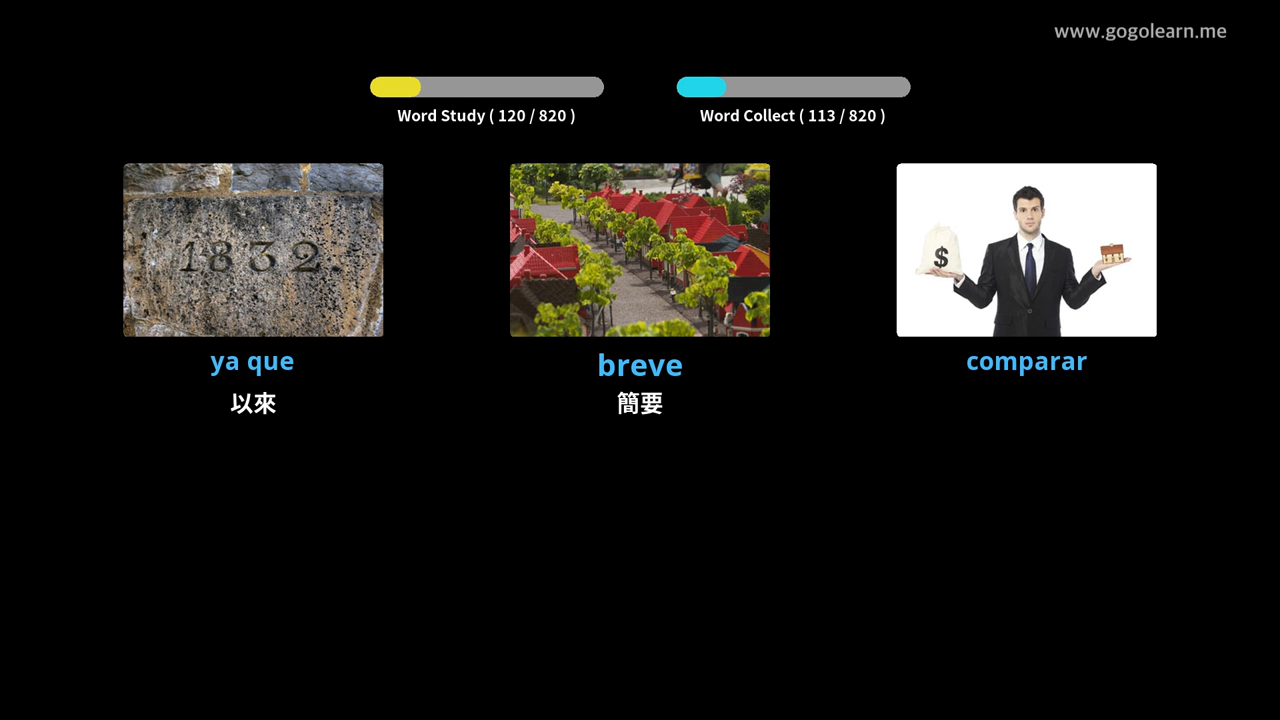 www.gogolearn.me
Word Study ( 120 / 820 )
Word Collect ( 113 / 820 )
1832.
$
ya que
breve
comparar
以來
簡要